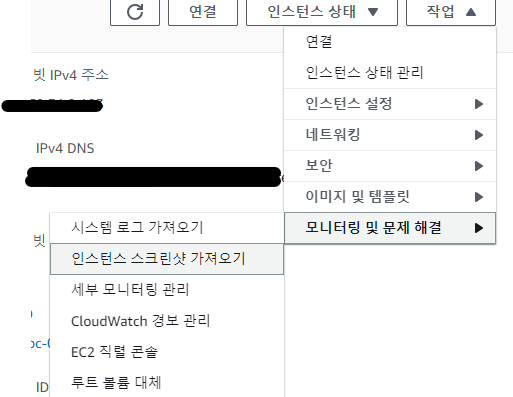 연결
인스턴스 상태
작업
연결
인스턴스 상태 관리
빗 IPv4 주소
인스턴스 설정
네트워킹
IPv4 DNS
보안
이미지 및 템플릿
모니터링 및 문제 해결
시스템 로그 가져오기
빗
인스턴스 스크린샷 가져오기
세부 모니터링 관리
CloudWatch 경보 관리
EC2 직렬 콘솔
루트 볼륨 대체
ID